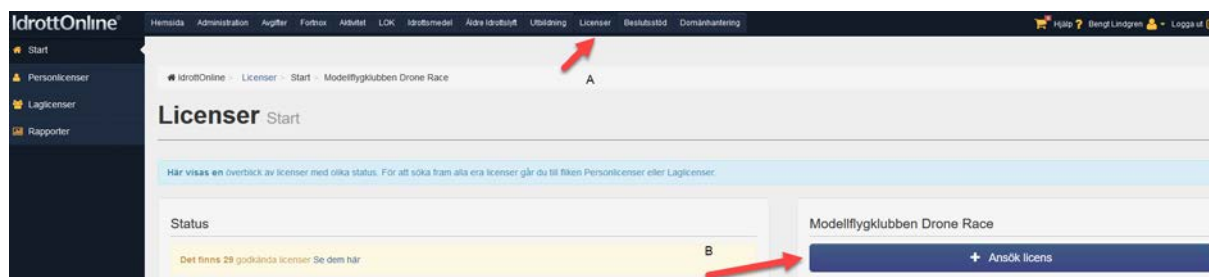 IdrottOnline®
Hemsida Administration Avgifter Fortnox Aktivitet LOK Idrottsmedel Äldre Idrottslyft Utbildning Licenser Beslutsstöd Domänhantering
Hjälp ? Bengt Lindgren Logga ut
Start
Personlicenser
Laglicenser
Rapporter
IdrottOnline Licenser Start Modellflygklubben Drone Race
A
Licenser Start
Här visas en överblick av licenser med olika status. För att söka fram alla era licenser går du till fliken Personlicenser eller Laglicenser.
Status
Modellflygklubben Drone Race
Det finns 29 godkända licenser Se dem här
B
+ Ansök licens